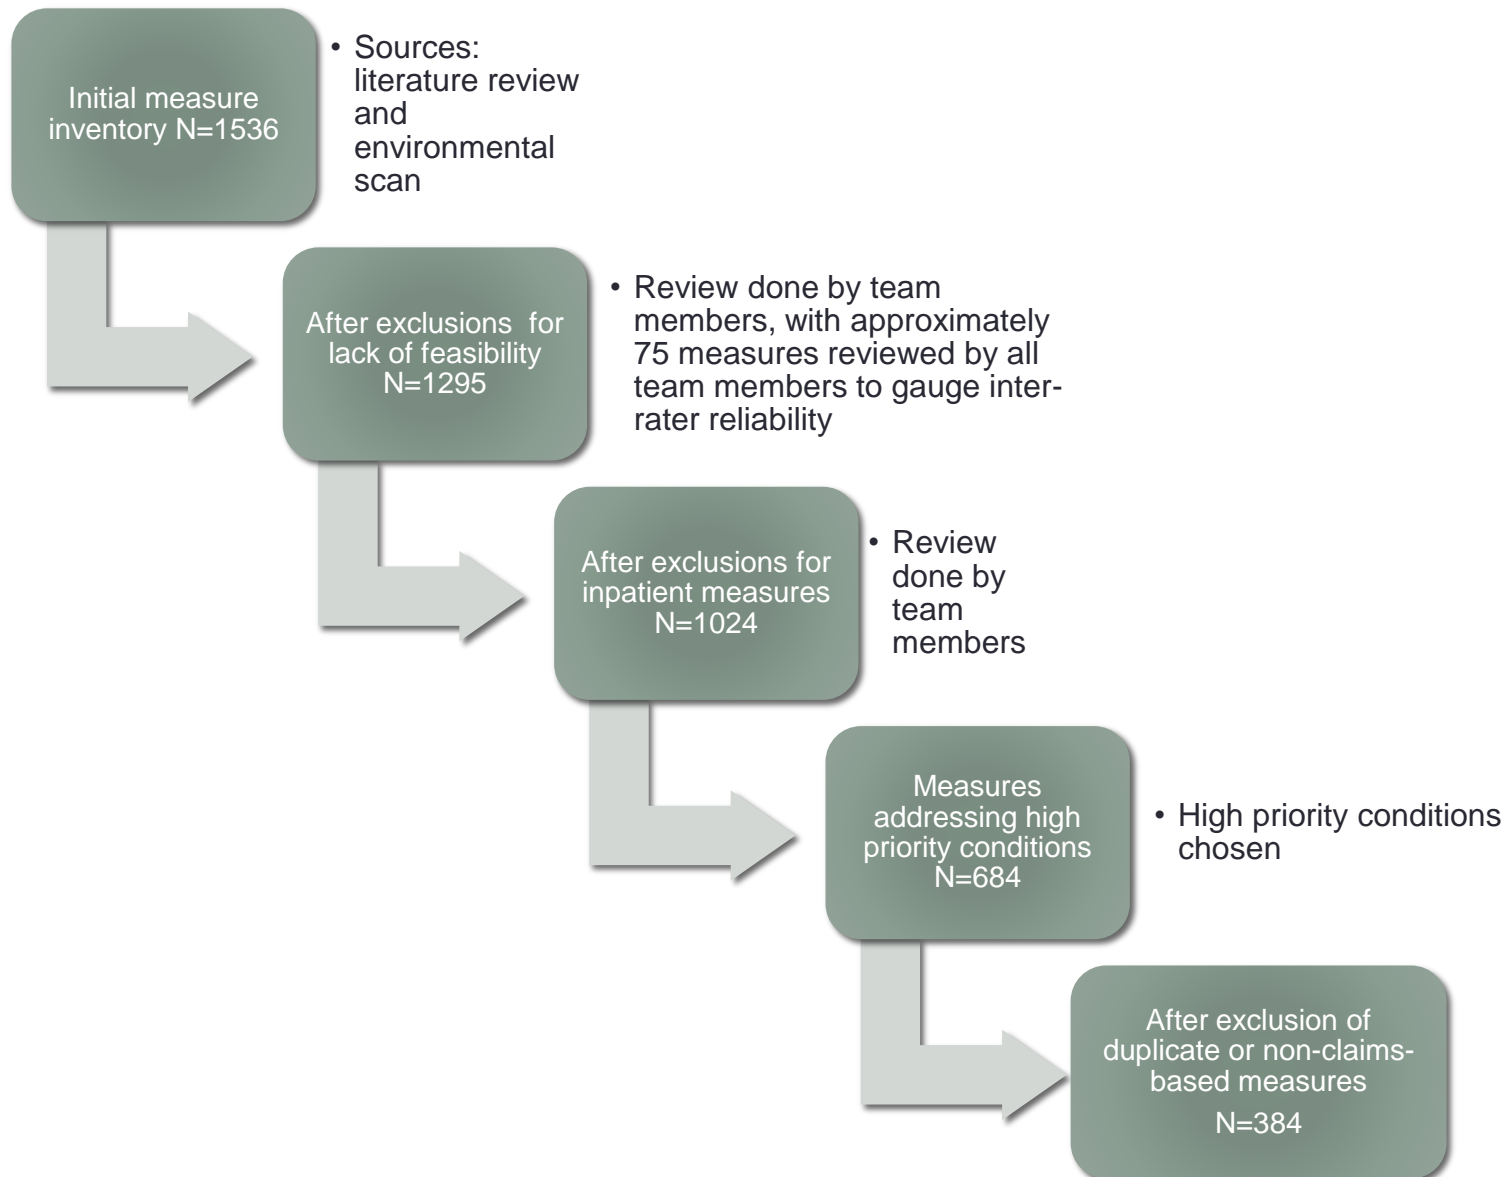 Initial measure
inventory N=1536
• Sources:
literature review
and
environmental
scan
After exclusions  for
lack of feasibility
N=1295
• Review done by team
members, with approximately
75 measures reviewed by all
team members to gauge inter-
rater reliability
After exclusions for
inpatient measures
N=1024
• Review
done by
team
members
Measures
addressing high
priority conditions
N=684
• High priority conditions
chosen
After exclusion of
duplicate or non-claims-
based measures
N=384